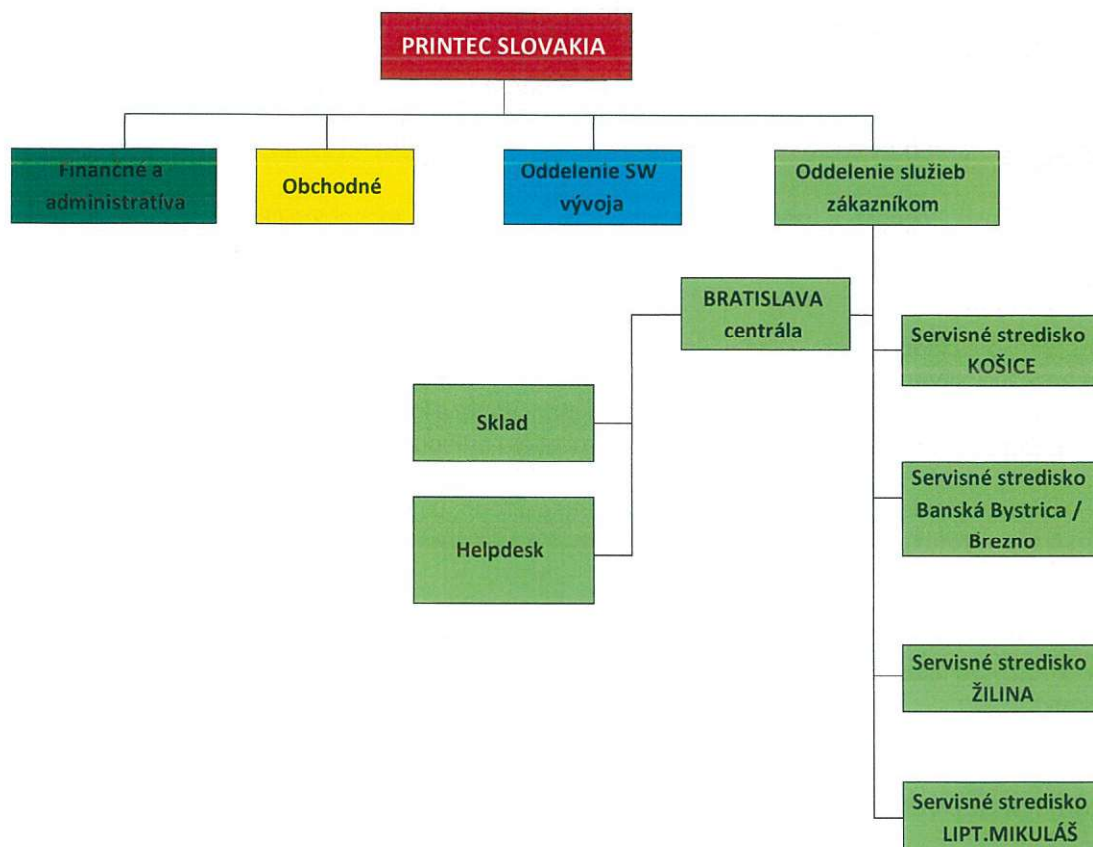 PRINTEC SLOVAKIA
Finančné a
administratíva
Obchodné
Oddelenie SW
vývoja
Oddelenie služieb
zákazníkom
BRATISLAVA
centrála
Servisné stredisko
KOŠICE
Sklad
Servisné stredisko
Banská Bystrica /
Brezno
Helpdesk
Servisné stredisko
ŽILINA
Servisné stredisko
LIPT.MIKULÁŠ